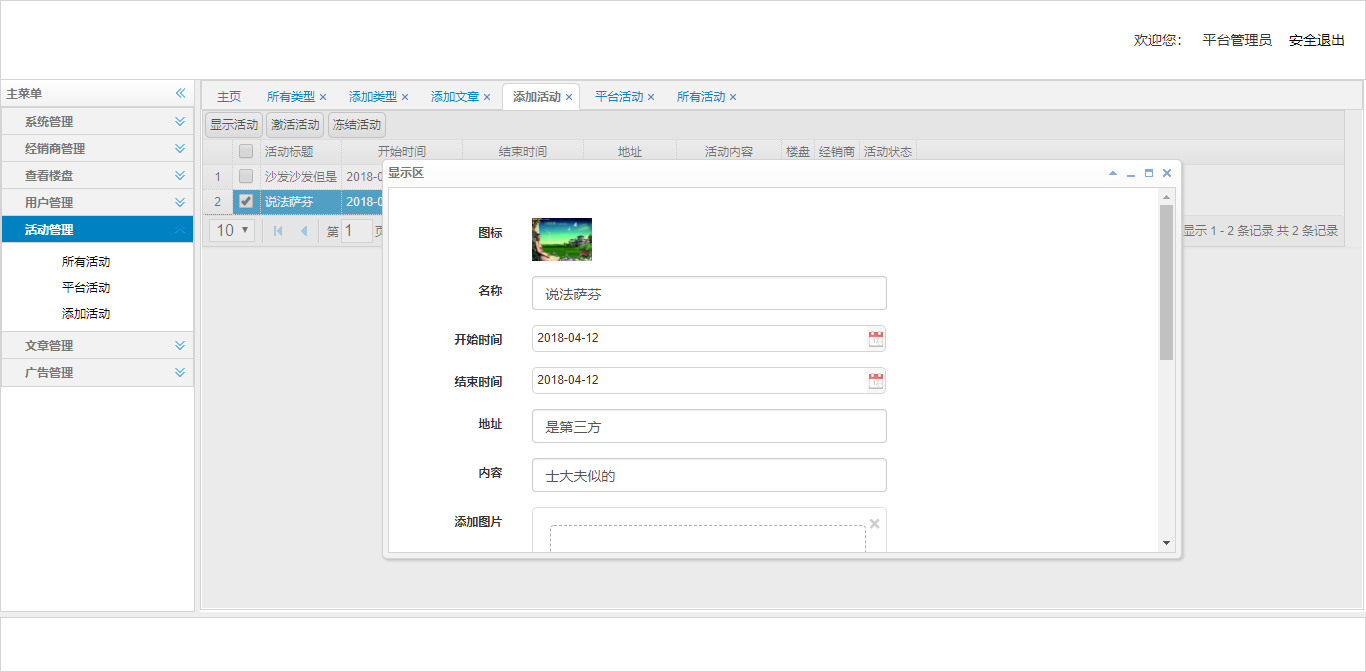 欢迎您: 平台管理员 安全退出
主菜单
系统管理
经销商管理
查看楼盘
用户管理
活动管理
所有活动
平台活动
添加活动
文章管理
广告管理
主页 所有类型 × 添加类型 × 添加文章 × 添加活动 × 平台活动 × 所有活动 ×
显示活动 激活活动 冻结活动
活动标题 开始时间 结束时间 地址 活动内容 楼盘 经销商 活动状态
1 沙发沙发但是 2018-0
2 说法萨芬 2018-0
10 第 1 显示 1 - 2 条记录 共 2 条记录
显示区
图标
名称 说法萨芬
开始时间 2018-04-12
结束时间 2018-04-12
地址 是第三方
内容 士大夫似的
添加图片